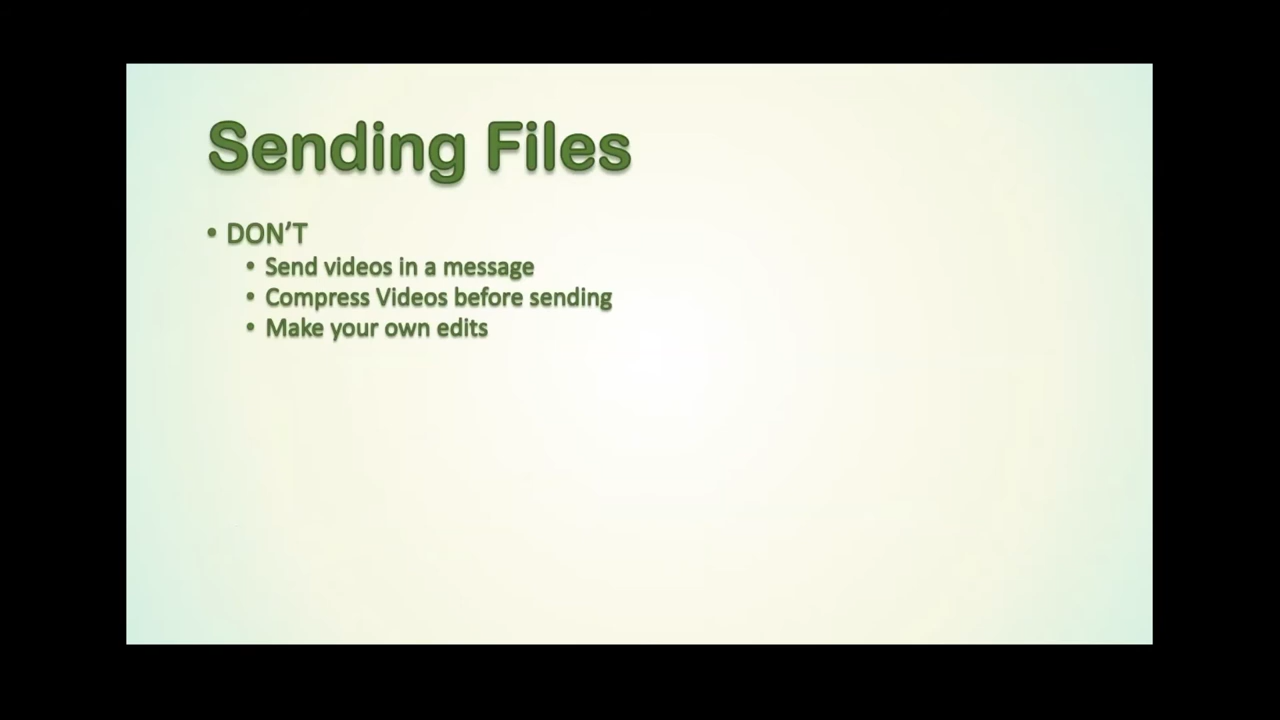 Sending Files
• DON’T
• Send videos in a message
• Compress Videos before sending
• Make your own edits